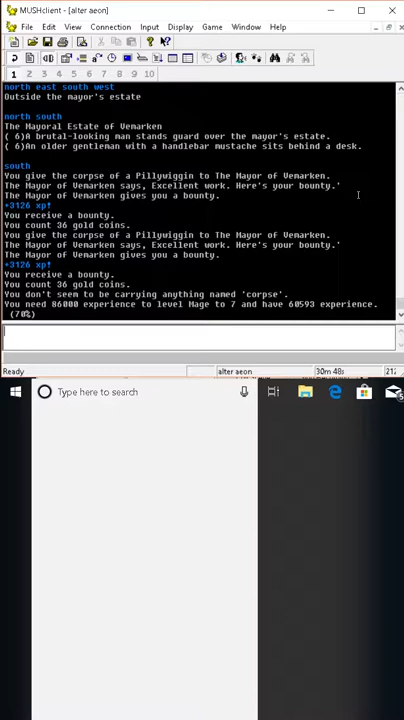 MUSHclient - [alter aeon]
File Edit View Connection Input Display Game Window Help
1 2 3 4 5 6 7 8 9 10
north east south west
Outside the mayor's estate
north south
The Mayoral Estate of Vemarken
( 6)A brutal-looking man stands guard over the mayor's estate.
( 6)An older gentleman with a handlebar mustache sits behind a desk.
south
You give the corpse of a Pillywiggin to The Mayor of Vemarken.
The Mayor of Vemarken says, Excellent work. Here's your bounty.'
The Mayor of Vemarken gives you a bounty.
+3126 xp!
You receive a bounty.
You count 36 gold coins.
You give the corpse of a Pillywiggin to The Mayor of Vemarken.
The Mayor of Vemarken says, Excellent work. Here's your bounty.'
The Mayor of Vemarken gives you a bounty.
+3126 xp!
You receive a bounty.
You count 36 gold coins.
You don't seem to be carrying anything named 'corpse'.
You need 86000 experience to level Mage to 7 and have 60593 experience.
(70%)
Ready alter aeon 30m 48s
Type here to search